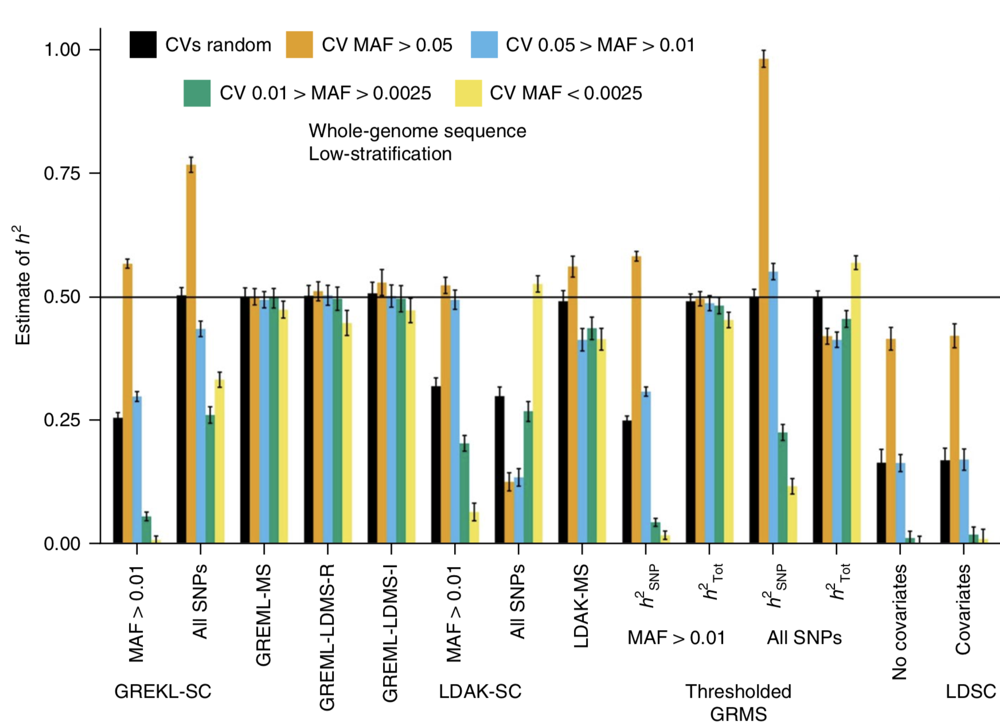 CVs random
CV MAF > 0.05
CV 0.05 > MAF > 0.01
CV 0.01 > MAF > 0.0025
CV MAF < 0.0025
Whole-genome sequence
Low-stratification
Estimate of h²
1.00
0.75
0.50
0.25
0.00
MAF > 0.01
All SNPs
GREML-MS
GREML-LDMS-R
GREML-LDMS-I
MAF > 0.01
All SNPs
LDAK-MS
h²SNP
h²Tot
h²SNP
h²Tot
No covariates
Covariates
MAF > 0.01
All SNPs
GREKL-SC
LDAK-SC
Thresholded
GRMS
LDSC